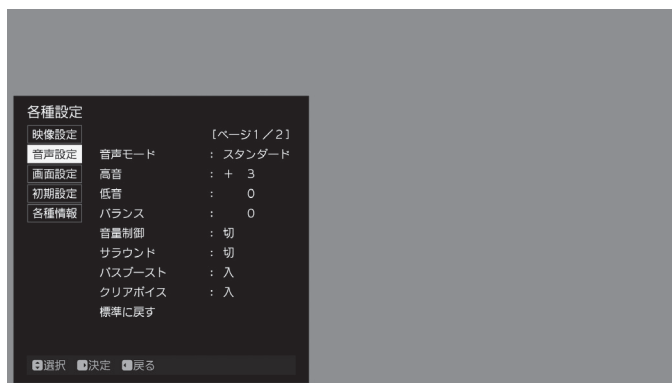 各種設定
映像設定 [ページ1/2]
音声設定 音声モード : スタンダード
画面設定 高音 : + 3
初期設定 低音 : 0
各種情報 バランス : 0
音量制御 : 切
サラウンド : 切
バスブースト : 入
クリアボイス : 入
標準に戻す
選択 決定 戻る